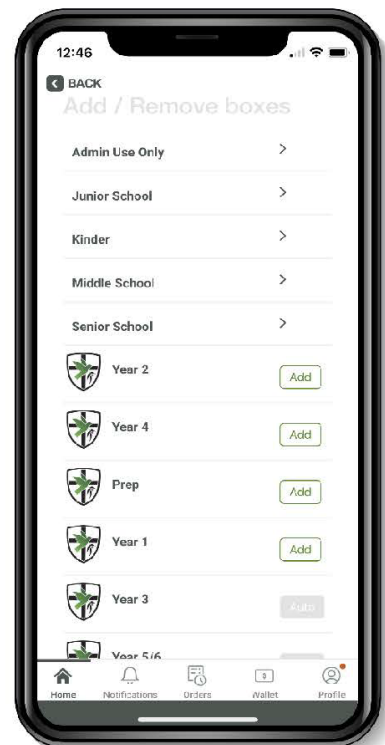 12:46
BACK
Add / Remove boxes
Admin Use Only
Junior School
Kinder
Middle School
Senior School
Year 2
Add
Year 4
Add
Prep
Add
Year 1
Add
Year 3
Auto
Year 5/6
Home Notifications Orders Wallet Profile